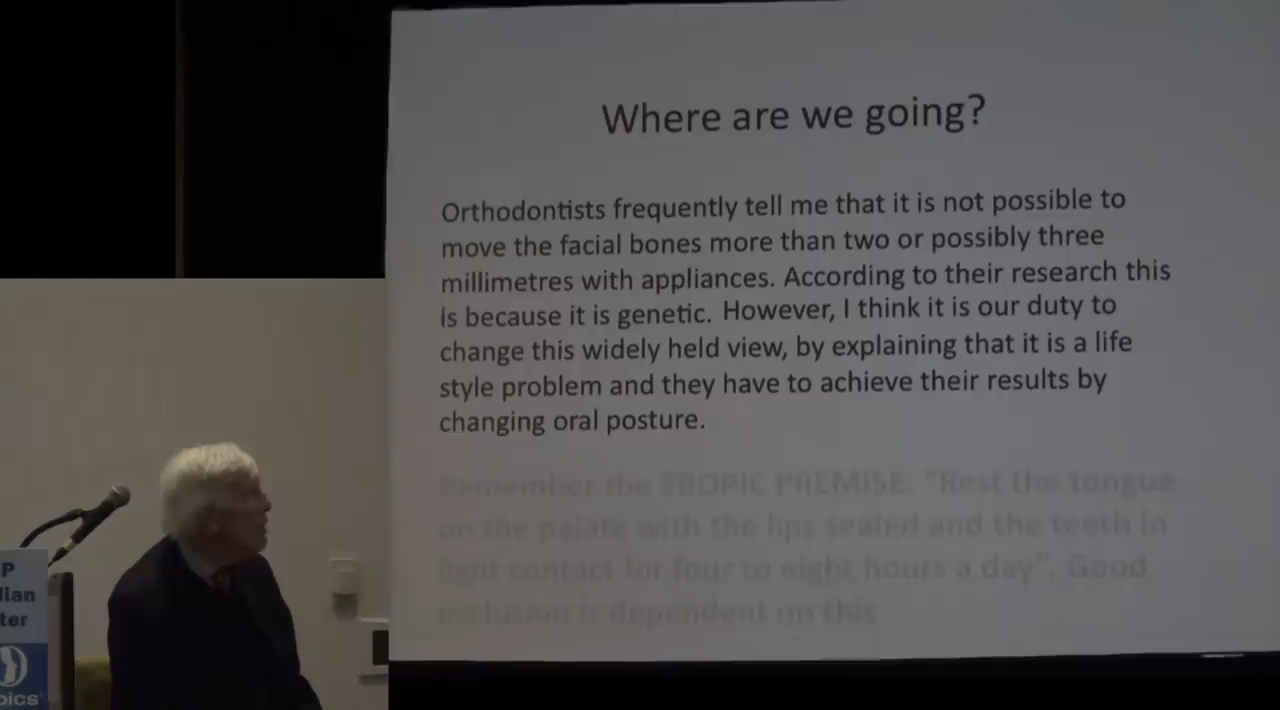 Where are we going?
Orthodontists frequently tell me that it is not possible to
move the facial bones more than two or possibly three
millimetres with appliances. According to their research this
is because it is genetic. However, I think it is our duty to
change this widely held view, by explaining that it is a life
style problem and they have to achieve their results by
changing oral posture.
Remember the TROPIC PREMISE. "Rest the tongue
on the palate with the lips sealed and the teeth in
light contact for four to eight hours a day". Good
occlusion is dependent on this
P
lian
ter
pics